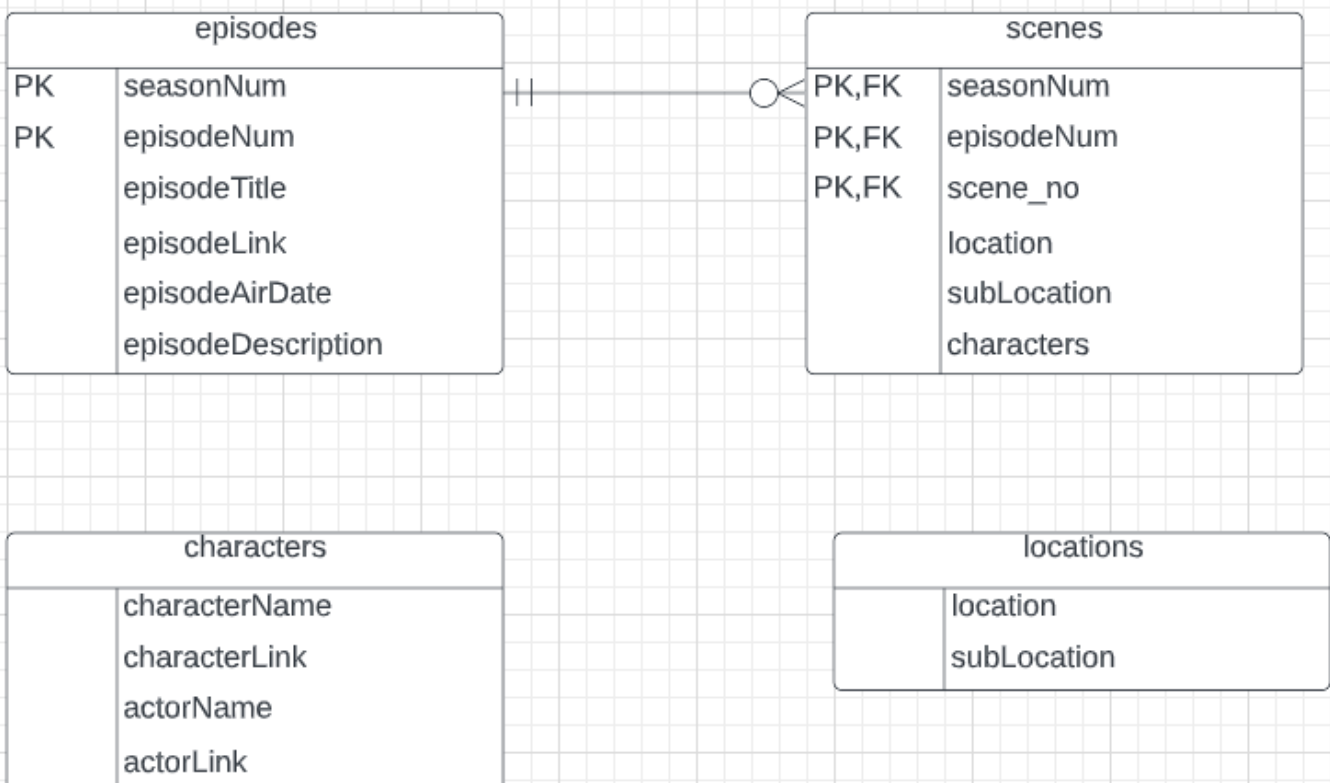 episodes
PK seasonNum
PK episodeNum
episodeTitle
episodeLink
episodeAirDate
episodeDescription
scenes
PK,FK seasonNum
PK,FK episodeNum
PK,FK scene_no
location
subLocation
characters
characters
characterName
characterLink
actorName
actorLink
locations
location
subLocation